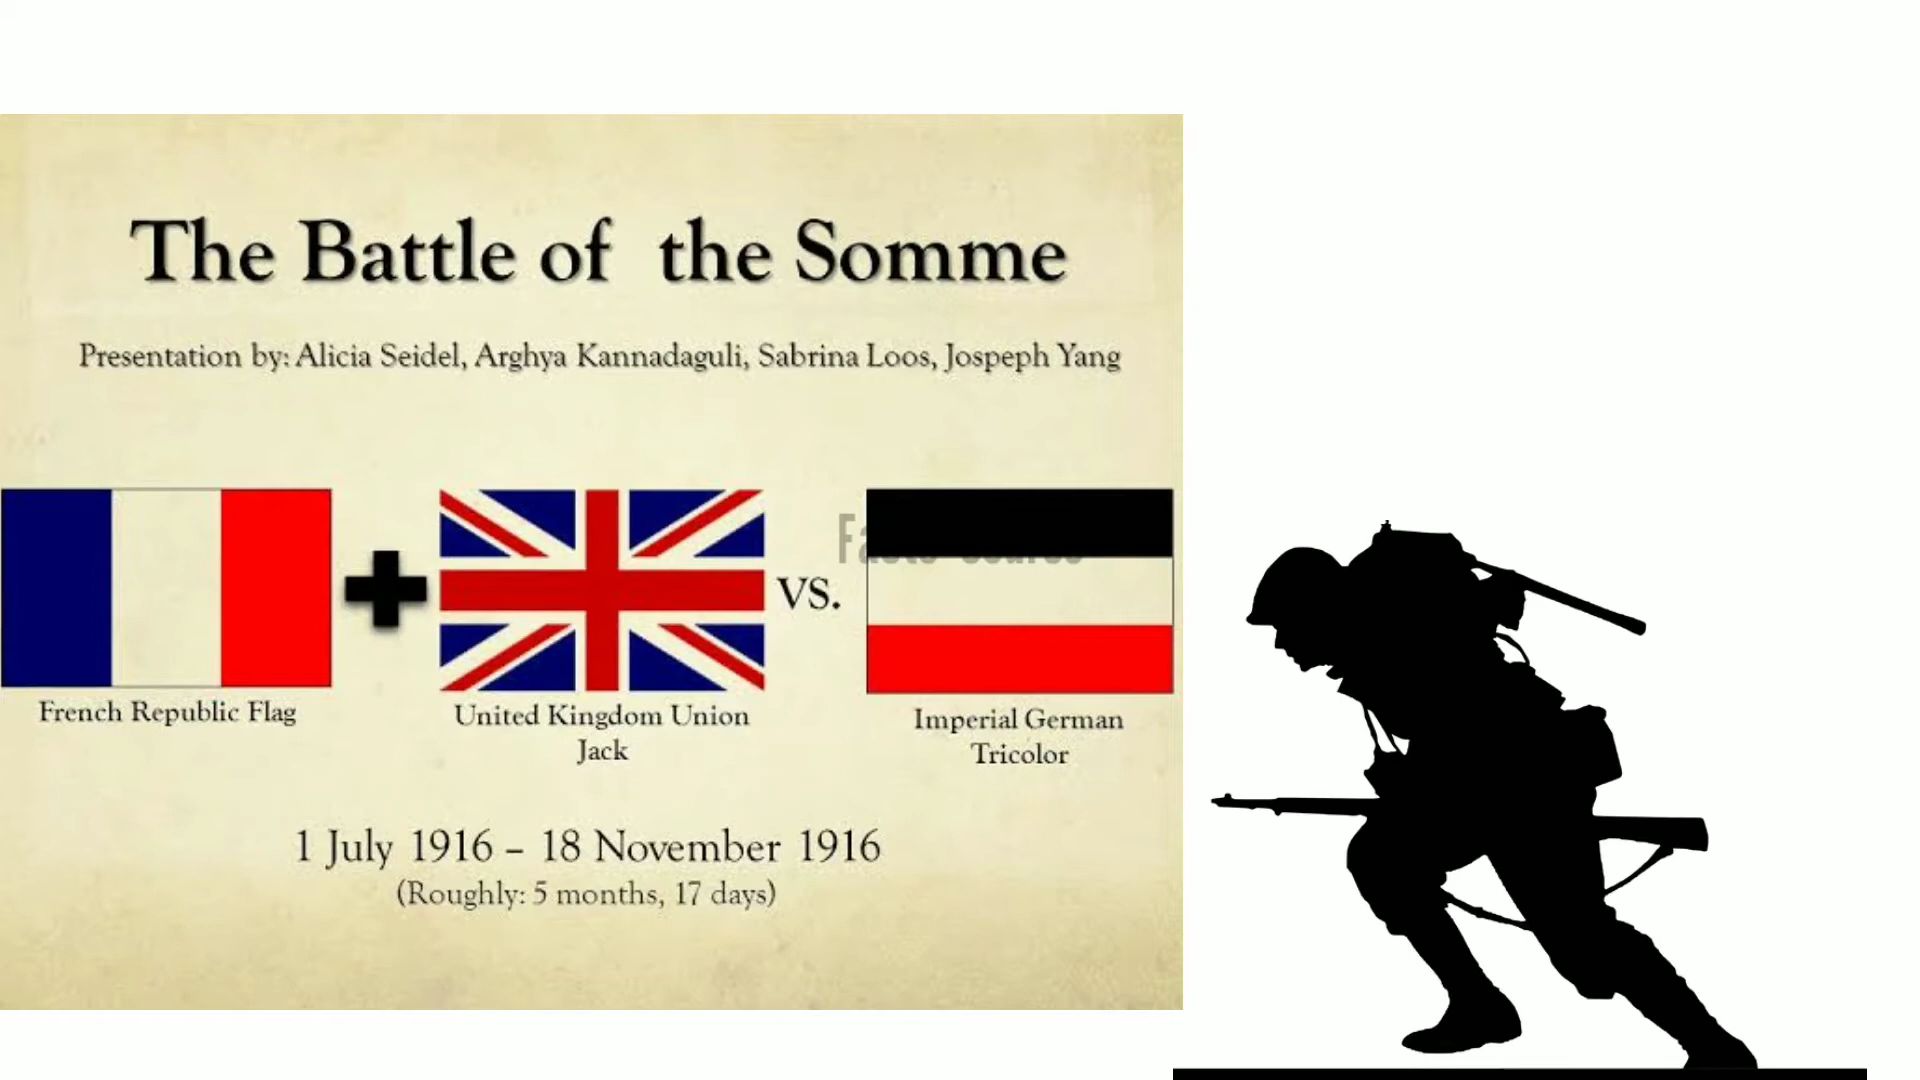 The Battle of the Somme
Presentation by: Alicia Seidel, Arghya Kannadaguli, Sabrina Loos, Jospeph Yang
VS.
French Republic Flag
United Kingdom Union
Jack
Imperial German
Tricolor
1 July 1916 – 18 November 1916
(Roughly: 5 months, 17 days)